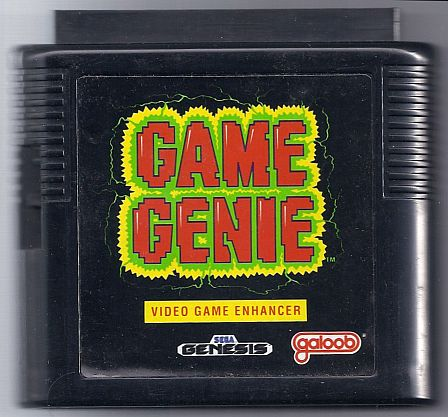 GAME
GENIE
TM
VIDEO GAME ENHANCER
SEGA
GENESIS
galoob